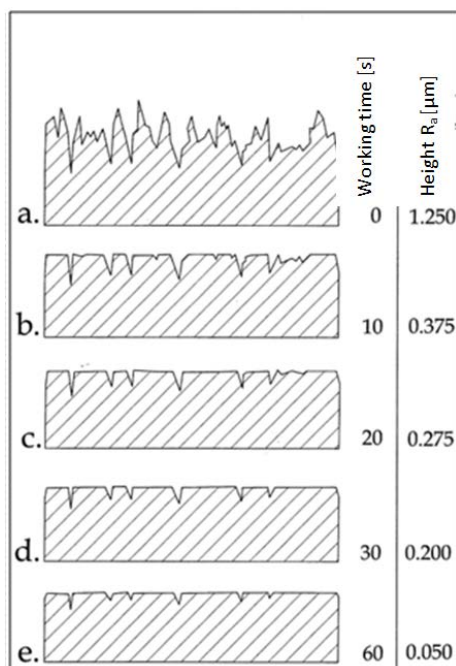 Working time [s]
Height Rₐ [µm]
a. 0 1.250
b. 10 0.375
c. 20 0.275
d. 30 0.200
e. 60 0.050